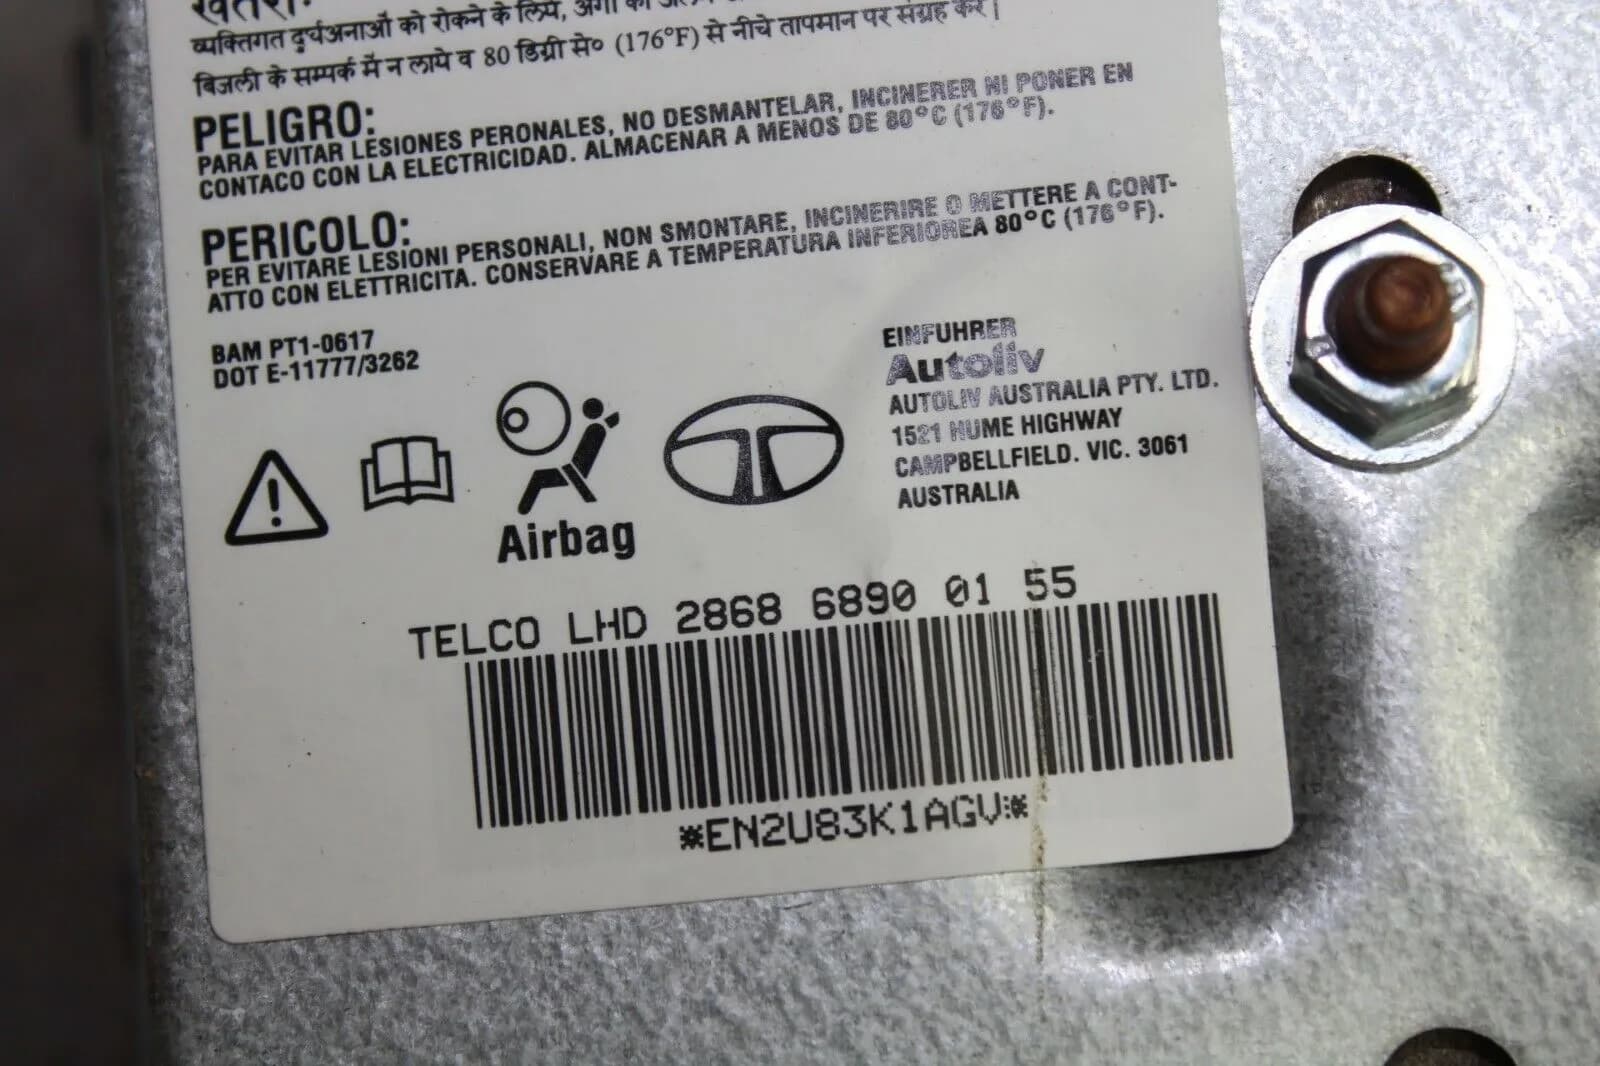 खतरा:
व्यक्तिगत दुर्घअनाओं को रोकने के लिये, अंगो को
(176°F) से नीचे तापमान पर संग्रह करें।
बिजली के सम्पर्क में न लाये व 80 डिग्री से०
PELIGRO:
PARA EVITAR LESIONES PERONALES, NO DESMANTELAR, INCINERER NI PONER EN
CONTACO CON LA ELECTRICIDAD. ALMACENAR A MENOS DE 80°C (176°F).
PERICOLO:
PER EVITARE LESIONI PERSONALI, NON SMONTARE, INCINERIRE O METTERE A CONT-
ATTO CON ELETTRICITA. CONSERVARE A TEMPERATURA INFERIOREA 80°C (176°F).
BAM PT1-0617
DOT E-11777/3262
Airbag
EINFUHRER
Autoliv
AUTOLIV AUSTRALIA PTY. LTD.
1521 HUME HIGHWAY
CAMPBELLFIELD. VIC. 3061
AUSTRALIA
TELCO LHD 2868 6890 01 55
*EN2U83K1AGV*